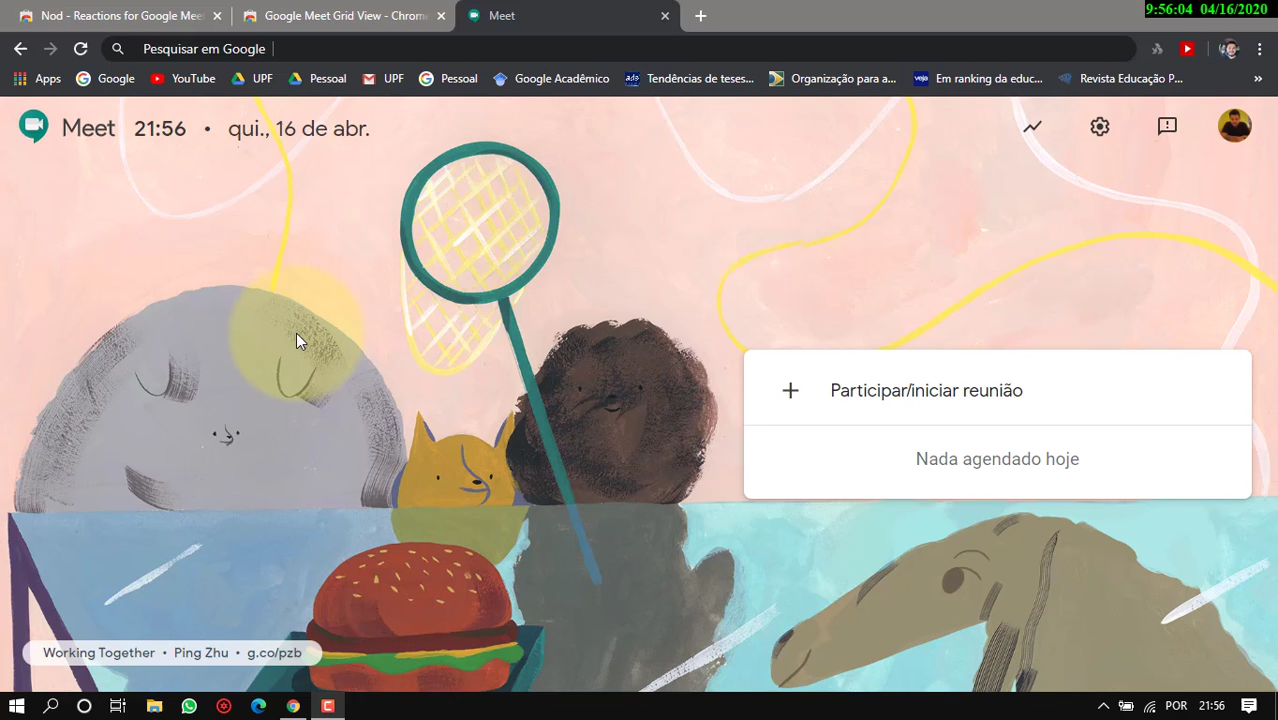 9:56:04 04/16/2020
Nod - Reactions for Google Meet
Google Meet Grid View - Chrome
Meet
Pesquisar em Google
Apps Google YouTube UPF Pessoal UPF Pessoal Google Acadêmico Tendências de teses... Organização para a... veja Em ranking da educ... Revista Educação P... »
Meet 21:56 • qui., 16 de abr.
Participar/iniciar reunião
Nada agendado hoje
Working Together • Ping Zhu • g.co/pzb
POR 21:56